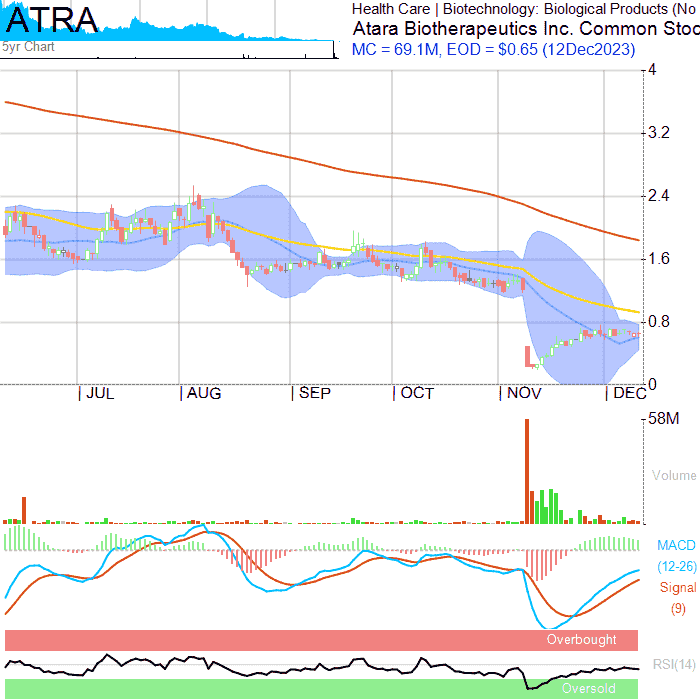 ATRA
5yr Chart
Health Care | Biotechnology: Biological Products (No
Atara Biotherapeutics Inc. Common Stoc
MC = 69.1M, EOD = $0.65 (12Dec2023)
4
3.2
2.4
1.6
0.8
0
| JUL | AUG | SEP | OCT | NOV | DEC
58M
Volume
MACD
(12-26)
Signal
(9)
Overbought
RSI(14)
Oversold